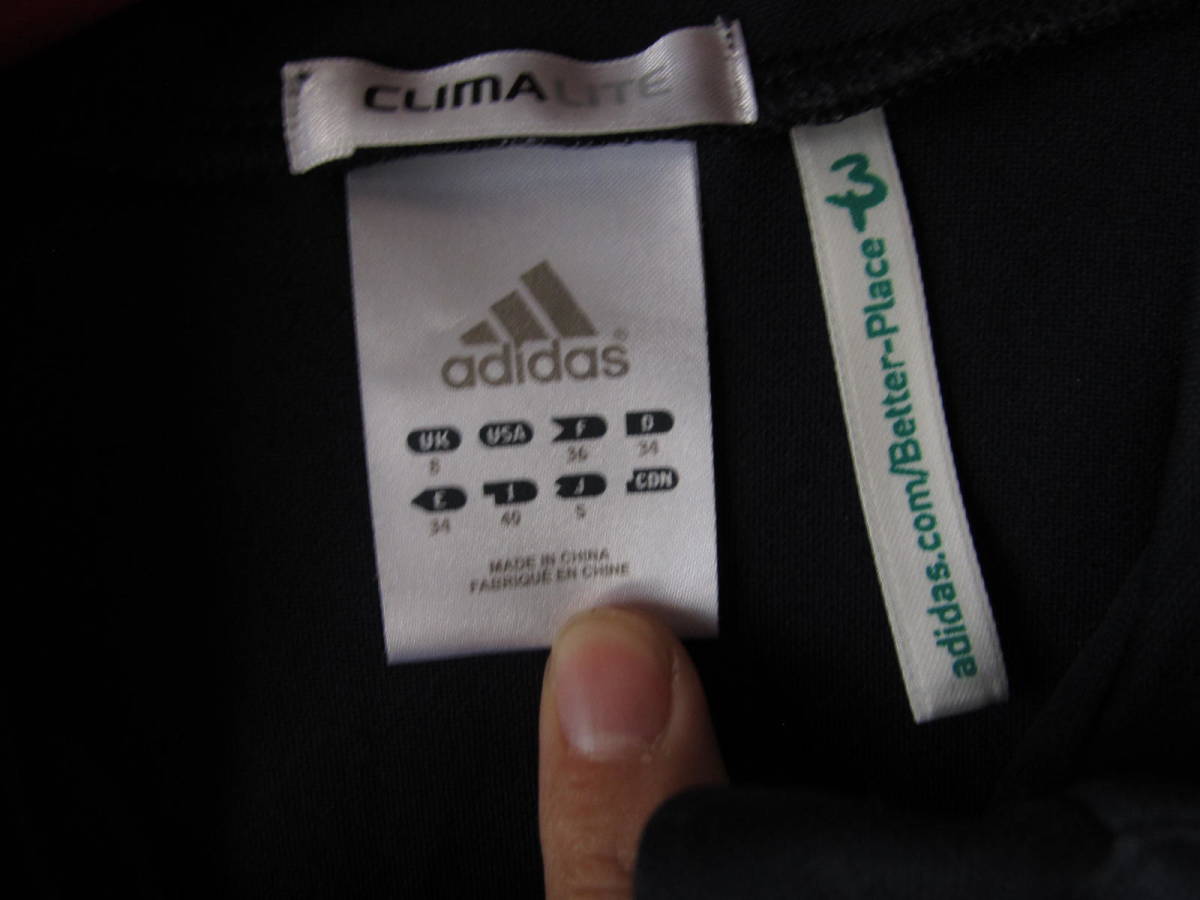 CLIMALITE
adidas®
UK USA F D
8 36 34
E I J CDN
34 40 S
MADE IN CHINA
FABRIQUÉ EN CHINE
adidas.com/Better-Place